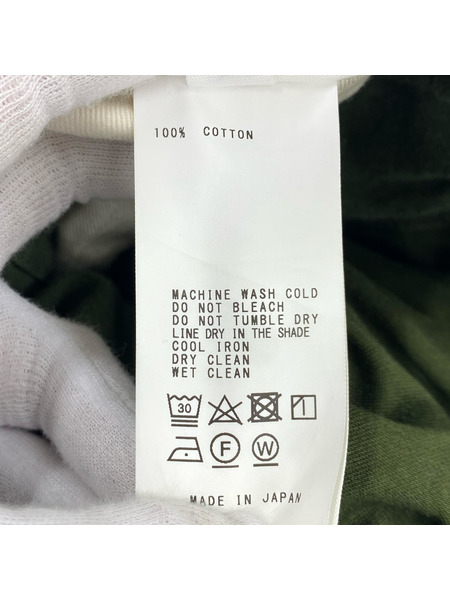 100% COTTON
MACHINE WASH COLD
DO NOT BLEACH
DO NOT TUMBLE DRY
LINE DRY IN THE SHADE
COOL IRON
DRY CLEAN
WET CLEAN
30
F W
MADE IN JAPAN